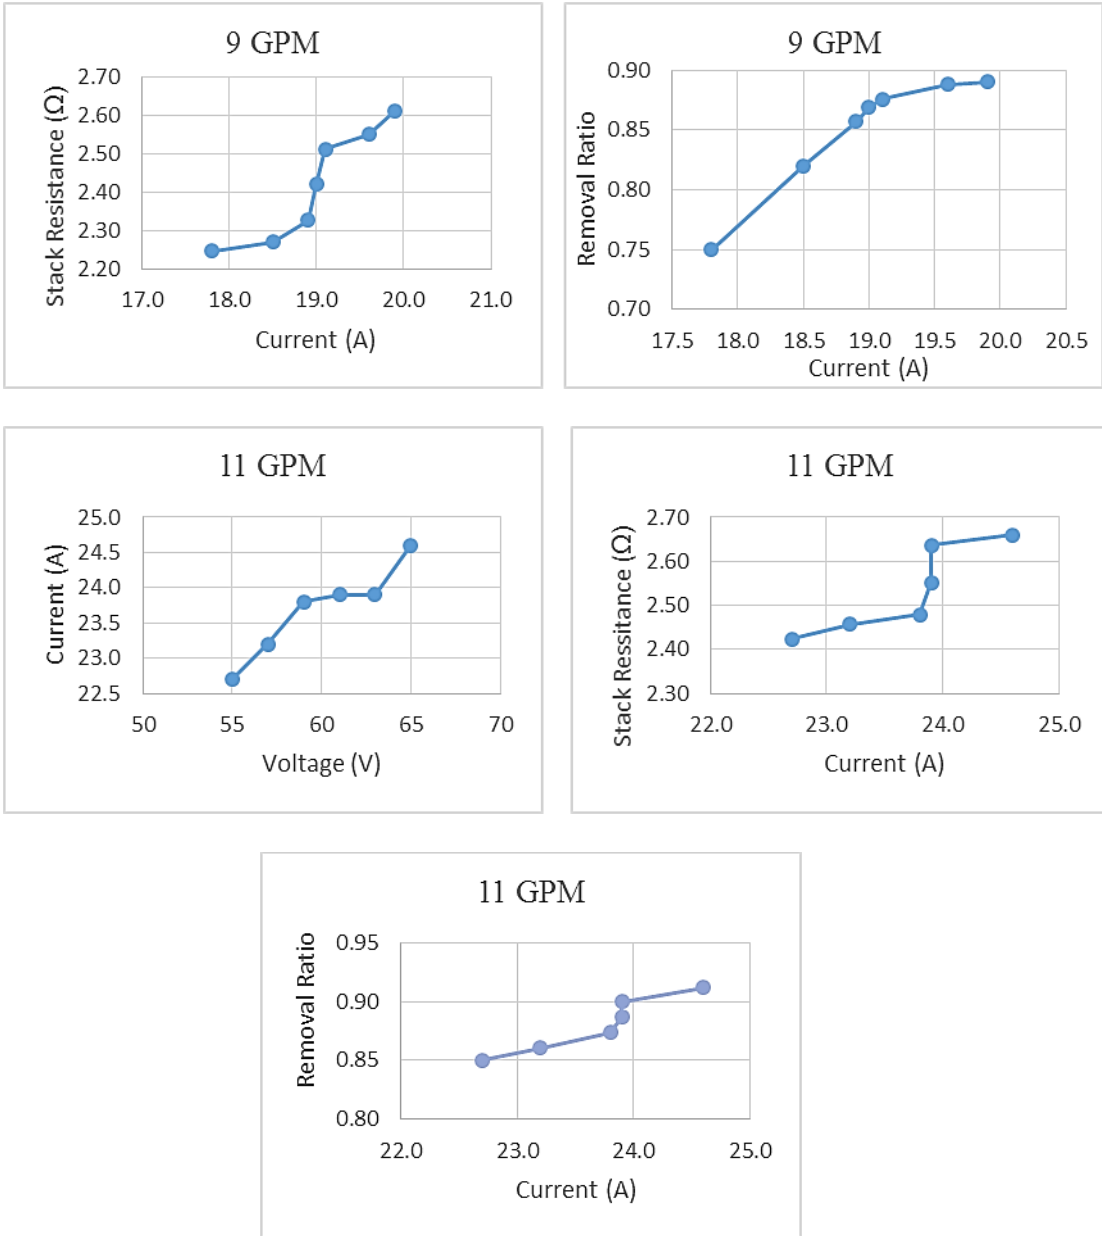 9 GPM
Stack Resistance (Ω)
2.70
2.60
2.50
2.40
2.30
2.20
17.0 18.0 19.0 20.0 21.0
Current (A)
9 GPM
Removal Ratio
0.90
0.85
0.80
0.75
0.70
17.5 18.0 18.5 19.0 19.5 20.0 20.5
Current (A)
11 GPM
Current (A)
25.0
24.5
24.0
23.5
23.0
22.5
50 55 60 65 70
Voltage (V)
11 GPM
Stack Ressitance (Ω)
2.70
2.60
2.50
2.40
2.30
22.0 23.0 24.0 25.0
Current (A)
11 GPM
Removal Ratio
0.95
0.90
0.85
0.80
22.0 23.0 24.0 25.0
Current (A)